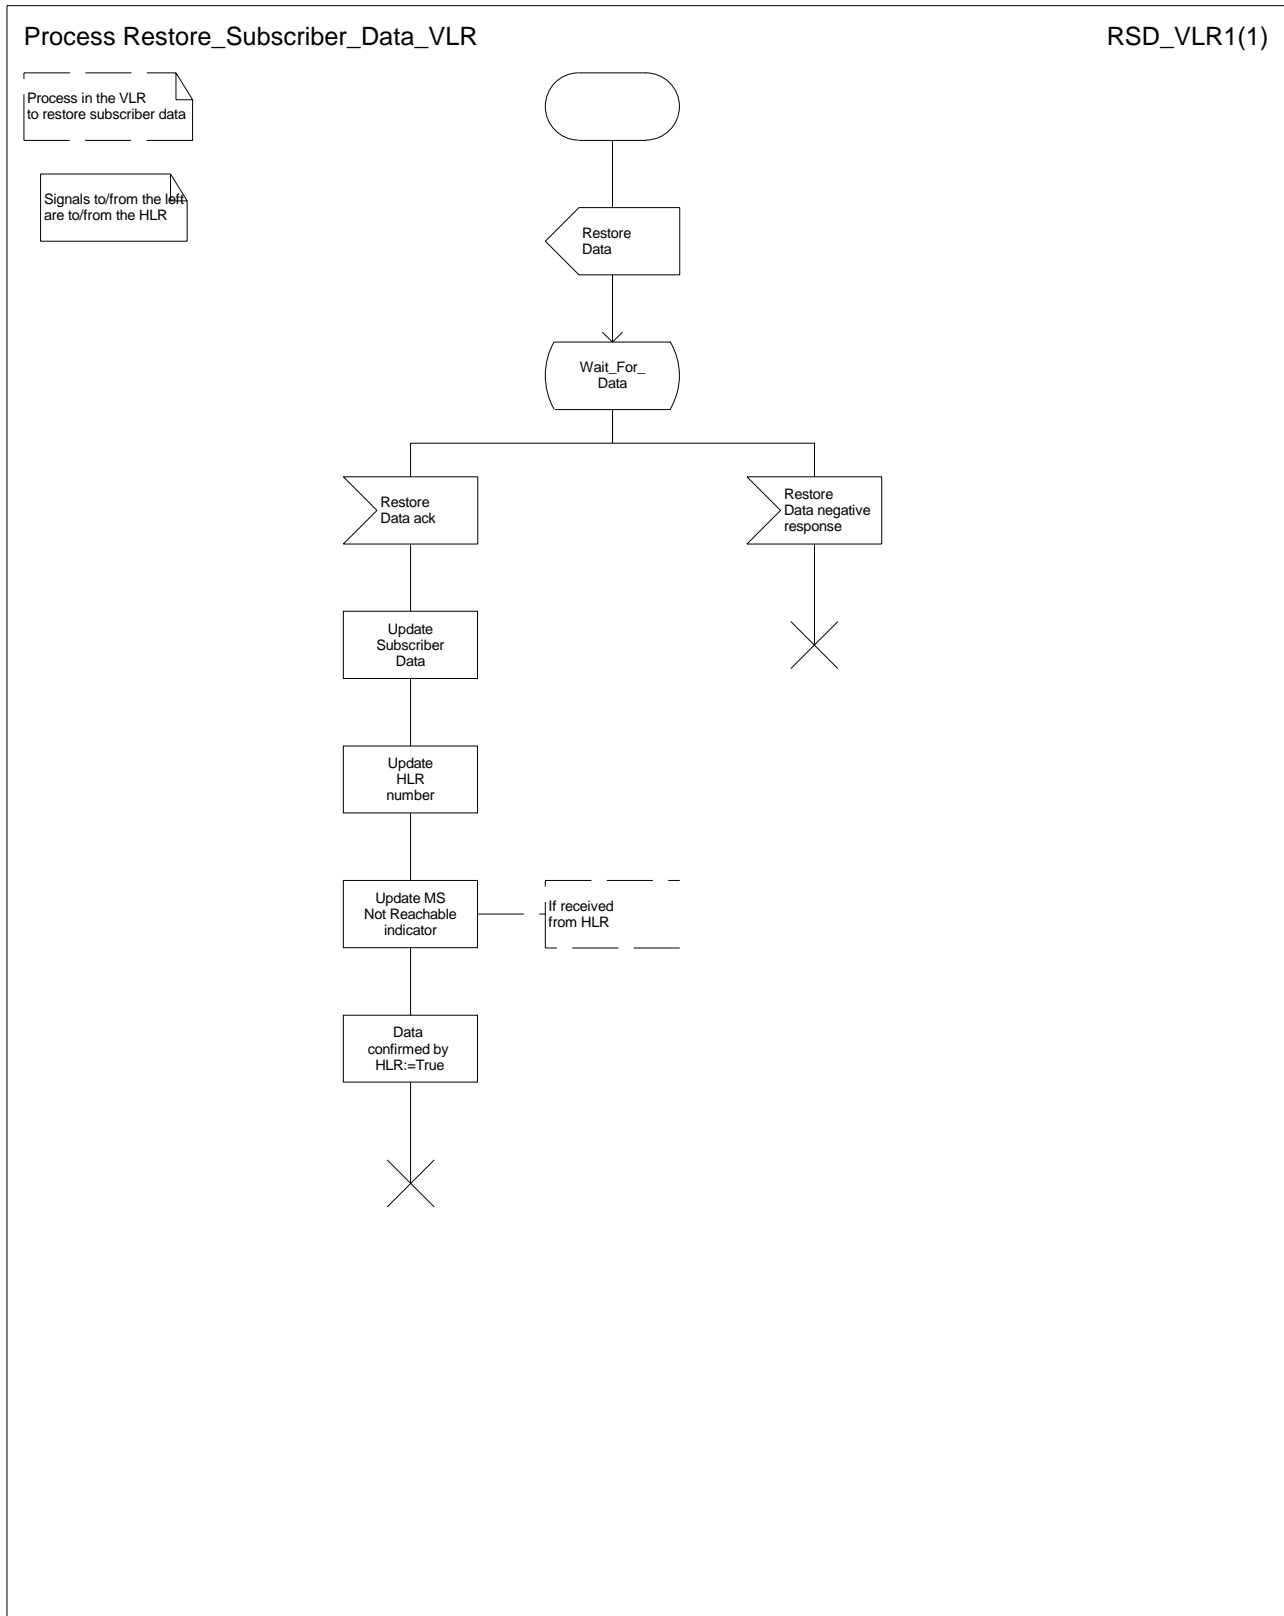 Process Restore_Subscriber_Data_VLR
RSD_VLR1(1)
Process in the VLR
to restore subscriber data
Signals to/from the left
are to/from the HLR
Restore
Data
Wait_For_
Data
Restore
Data ack
Restore
Data negative
response
Update
Subscriber
Data
Update
HLR
number
Update MS
Not Reachable
indicator
If received
from HLR
Data
confirmed by
HLR:=True